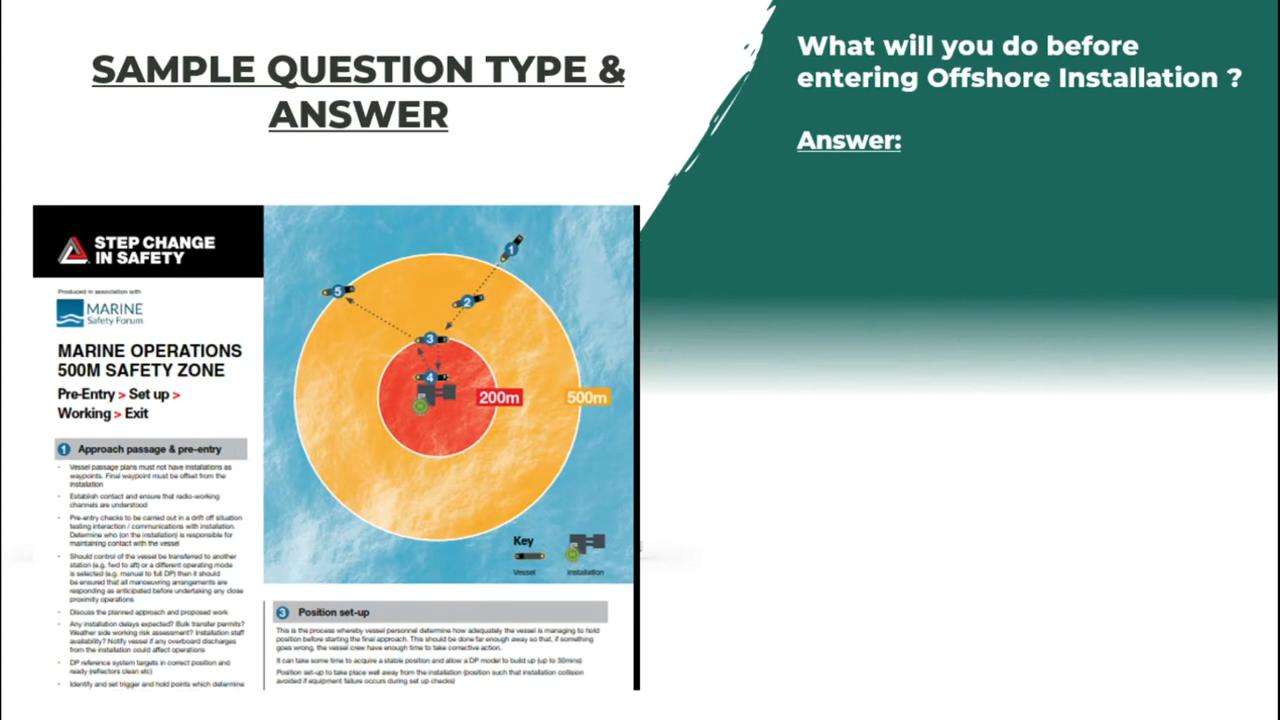 SAMPLE QUESTION TYPE &
ANSWER
What will you do before
entering Offshore Installation ?
Answer:
STEP CHANGE
IN SAFETY
Produced in association with
MARINE
Safety Forum
MARINE OPERATIONS
500M SAFETY ZONE
Pre-Entry > Set up >
Working > Exit
1 Approach passage & pre-entry
- Vessel passage plans must not have installations as
waypoints. Final waypoint must be offset from the
installation
- Establish contact and ensure that radio-working
channels are understood
- Pre-entry checks to be carried out in a drift off situation
testing interaction / communications with installation.
Determine who (on the installation) is responsible for
maintaining contact with the vessel
- Should control of the vessel be transferred to another
station (e.g. fwd to aft) or a different operating mode
is selected (e.g. manual to full DP) then it should
be ensured that all manoeuvring arrangements are
responding as anticipated before undertaking any close
proximity operations
- Discuss the planned approach and proposed work
- Any installation delays expected? Bulk transfer permits?
Weather side working risk assessment? Installation staff
availability? Notify vessel if any overboard discharges
from the installation could affect operations
- DP reference system targets in correct position and
ready (reflectors clean etc)
- Identify and set trigger and hold points which determine
1
5
2
3
4
200m
500m
Key
Vessel
Installation
3 Position set-up
This is the process whereby vessel personnel determine how adequately the vessel is managing to hold
position before starting the final approach. This should be done far enough away so that, if something
goes wrong, the vessel crew have enough time to take corrective action.
It can take some time to acquire a stable position and allow a DP model to build up (up to 30mins)
Position set-up to take place well away from the installation (position such that installation collision
avoided if equipment failure occurs during set up checks)